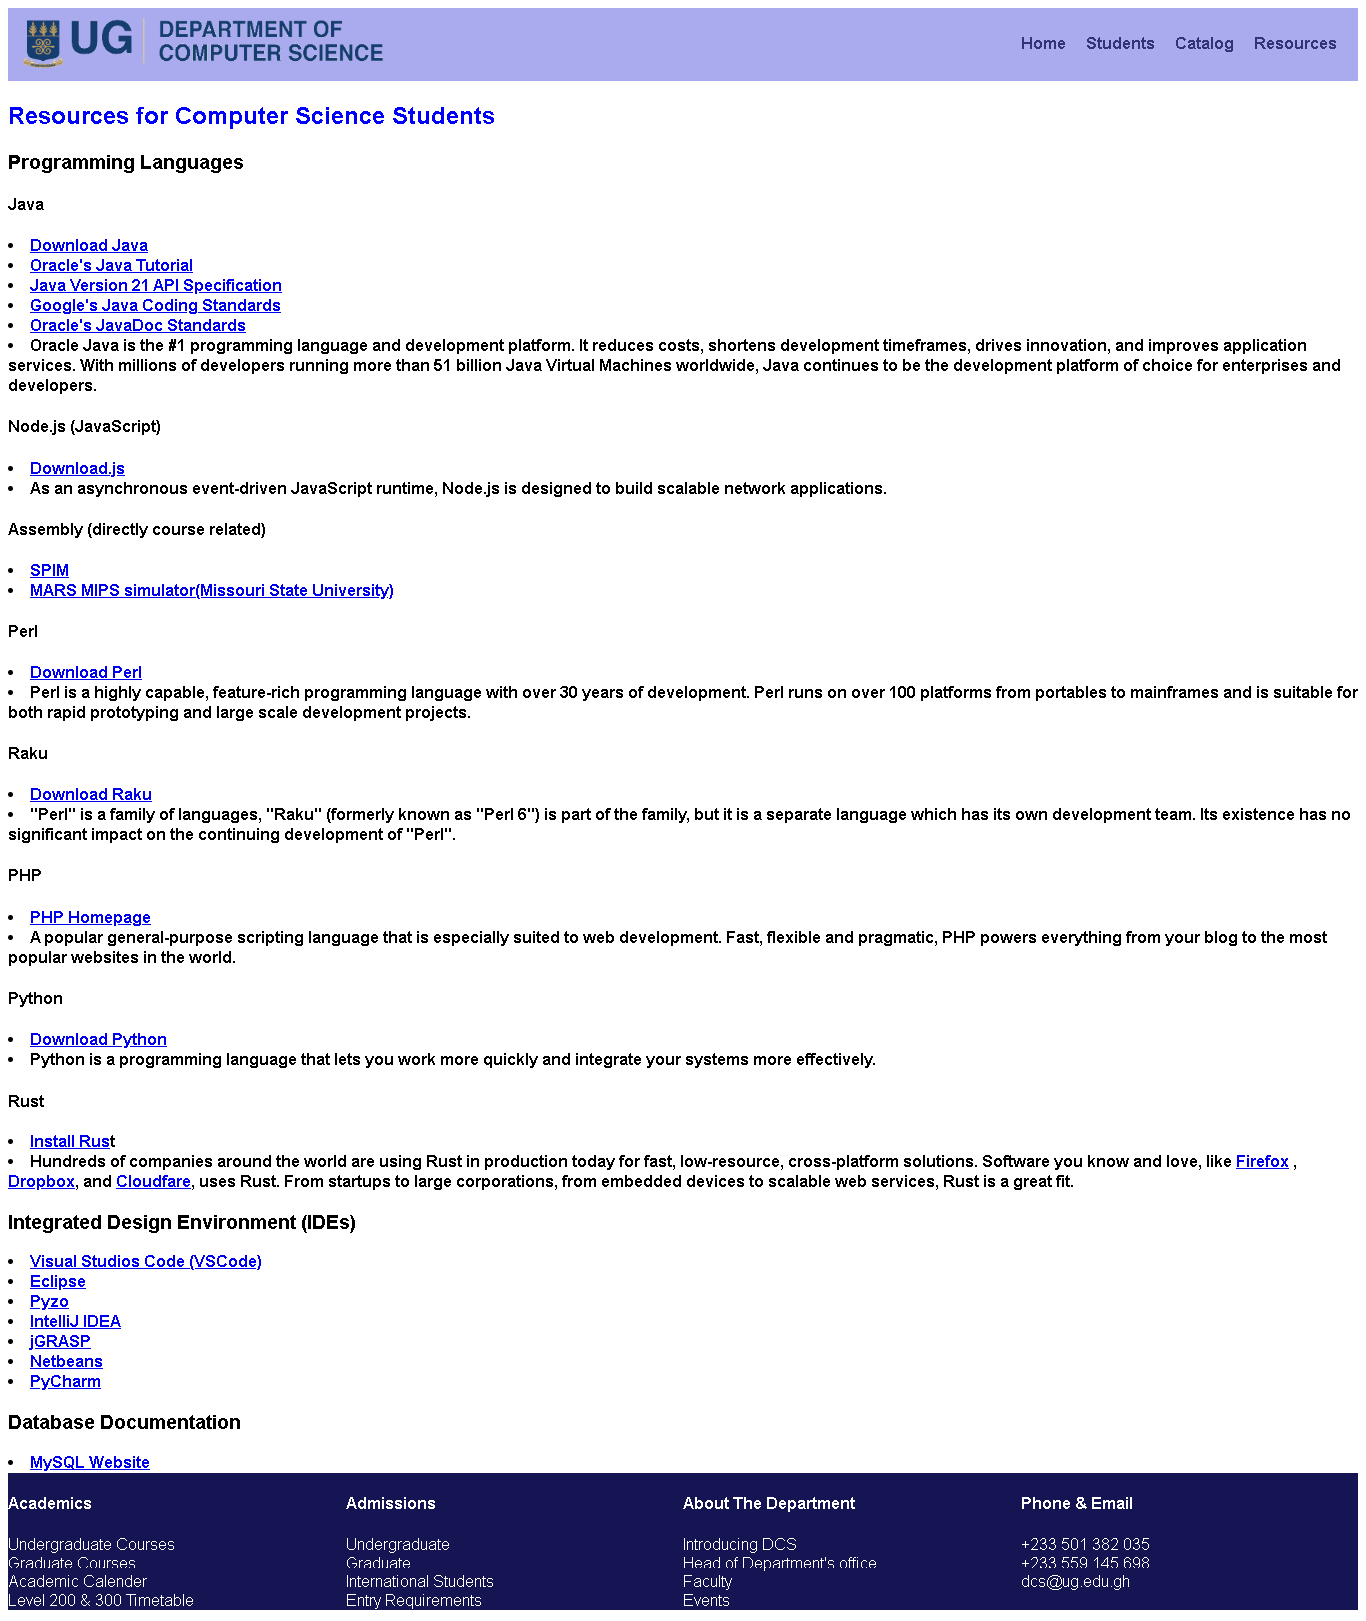 UG DEPARTMENT OF
COMPUTER SCIENCE
Home Students Catalog Resources
Resources for Computer Science Students
Programming Languages
Java
• Download Java
• Oracle's Java Tutorial
• Java Version 21 API Specification
• Google's Java Coding Standards
• Oracle's JavaDoc Standards
• Oracle Java is the #1 programming language and development platform. It reduces costs, shortens development timeframes, drives innovation, and improves application
services. With millions of developers running more than 51 billion Java Virtual Machines worldwide, Java continues to be the development platform of choice for enterprises and
developers.
Node.js (JavaScript)
• Download.js
• As an asynchronous event-driven JavaScript runtime, Node.js is designed to build scalable network applications.
Assembly (directly course related)
• SPIM
• MARS MIPS simulator(Missouri State University)
Perl
• Download Perl
• Perl is a highly capable, feature-rich programming language with over 30 years of development. Perl runs on over 100 platforms from portables to mainframes and is suitable for
both rapid prototyping and large scale development projects.
Raku
• Download Raku
• "Perl" is a family of languages, "Raku" (formerly known as "Perl 6") is part of the family, but it is a separate language which has its own development team. Its existence has no
significant impact on the continuing development of "Perl".
PHP
• PHP Homepage
• A popular general-purpose scripting language that is especially suited to web development. Fast, flexible and pragmatic, PHP powers everything from your blog to the most
popular websites in the world.
Python
• Download Python
• Python is a programming language that lets you work more quickly and integrate your systems more effectively.
Rust
• Install Rust
• Hundreds of companies around the world are using Rust in production today for fast, low-resource, cross-platform solutions. Software you know and love, like Firefox ,
Dropbox, and Cloudfare, uses Rust. From startups to large corporations, from embedded devices to scalable web services, Rust is a great fit.
Integrated Design Environment (IDEs)
• Visual Studios Code (VSCode)
• Eclipse
• Pyzo
• IntelliJ IDEA
• jGRASP
• Netbeans
• PyCharm
Database Documentation
• MySQL Website
Academics
Undergraduate Courses
Graduate Courses
Academic Calender
Level 200 & 300 Timetable
Admissions
Undergraduate
Graduate
International Students
Entry Requirements
About The Department
Introducing DCS
Head of Department's office
Faculty
Events
Phone & Email
+233 501 382 035
+233 559 145 698
dcs@ug.edu.gh